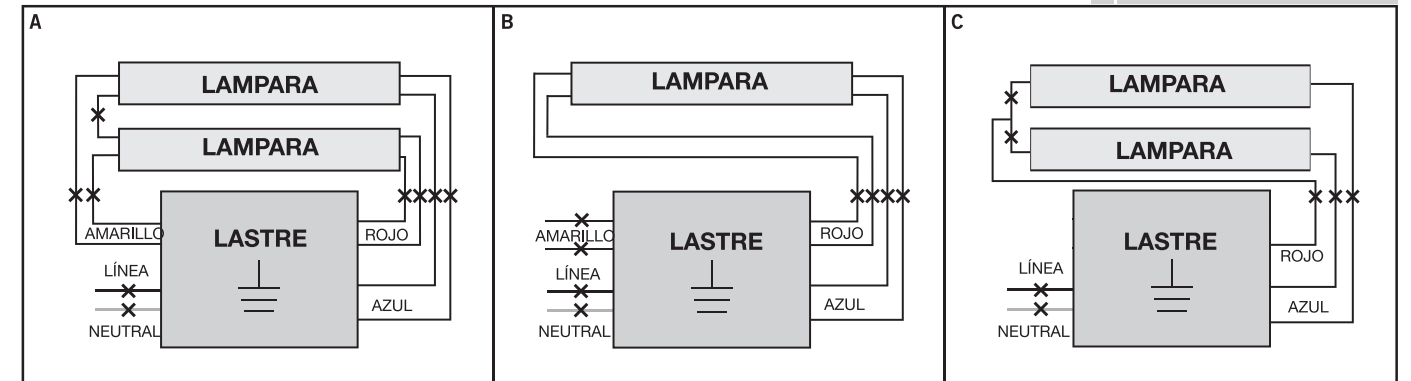 A
LAMPARA
LAMPARA
AMARILLO
LASTRE
ROJO
LÍNEA
AZUL
NEUTRAL
B
LAMPARA
AMARILLO
LASTRE
ROJO
LÍNEA
AZUL
NEUTRAL
C
LAMPARA
LAMPARA
LASTRE
ROJO
LÍNEA
AZUL
NEUTRAL